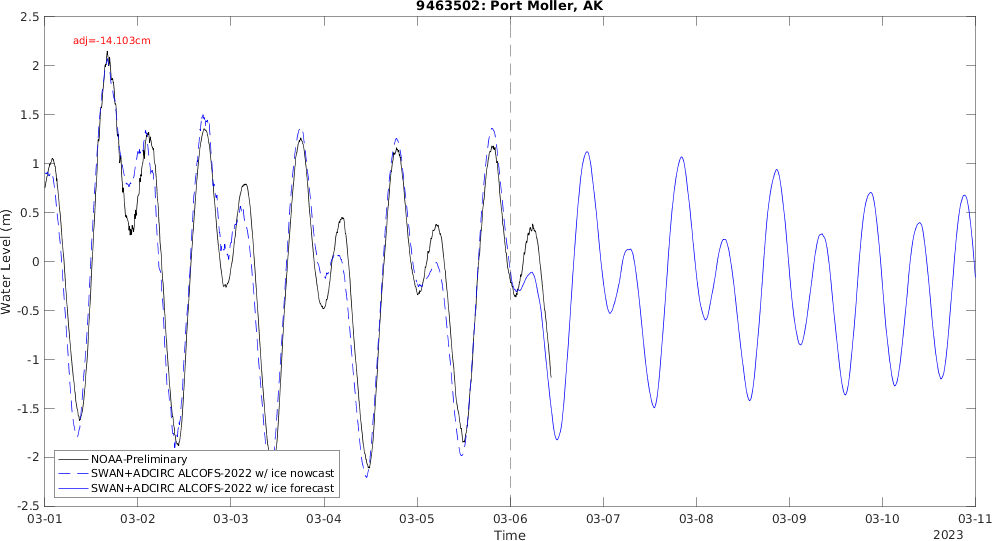 9463502: Port Moller, AK
adj=-14.103cm
2.5
2
1.5
1
0.5
0
-0.5
-1
-1.5
-2
-2.5
Water Level (m)
NOAA-Preliminary
SWAN+ADCIRC ALCOFS-2022 w/ ice nowcast
SWAN+ADCIRC ALCOFS-2022 w/ ice forecast
03-01 03-02 03-03 03-04 03-05 03-06 03-07 03-08 03-09 03-10 03-11
Time
2023